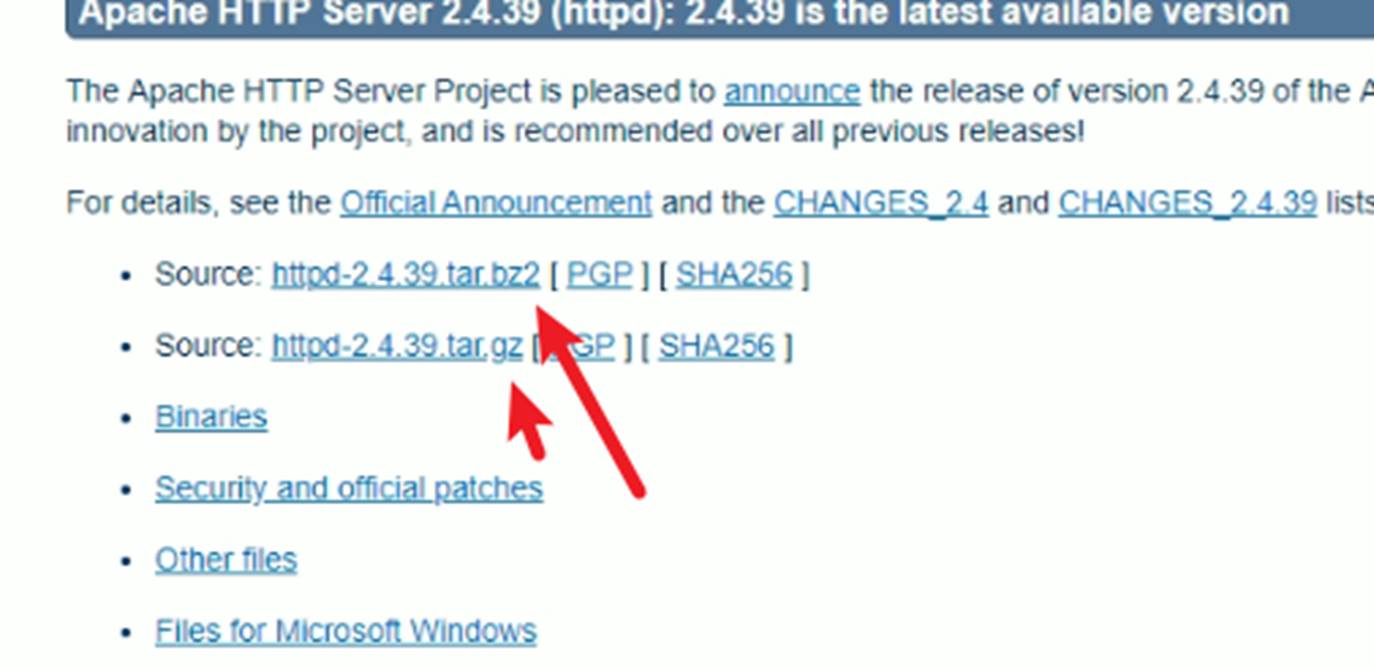 Apache HTTP Server 2.4.39 (httpd): 2.4.39 is the latest available version
The Apache HTTP Server Project is pleased to announce the release of version 2.4.39 of the A
innovation by the project, and is recommended over all previous releases!
For details, see the Official Announcement and the CHANGES_2.4 and CHANGES_2.4.39 lists
• Source: httpd-2.4.39.tar.bz2 [ PGP ] [ SHA256 ]
• Source: httpd-2.4.39.tar.gz [ GP ] [ SHA256 ]
• Binaries
• Security and official patches
• Other files
• Files for Microsoft Windows